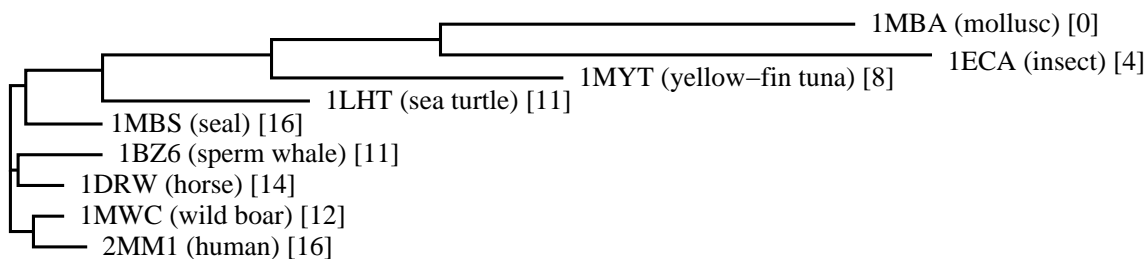 1MBA (mollusc) [0]
1ECA (insect) [4]
1MYT (yellow−fin tuna) [8]
1LHT (sea turtle) [11]
1MBS (seal) [16]
1BZ6 (sperm whale) [11]
1DRW (horse) [14]
1MWC (wild boar) [12]
2MM1 (human) [16]